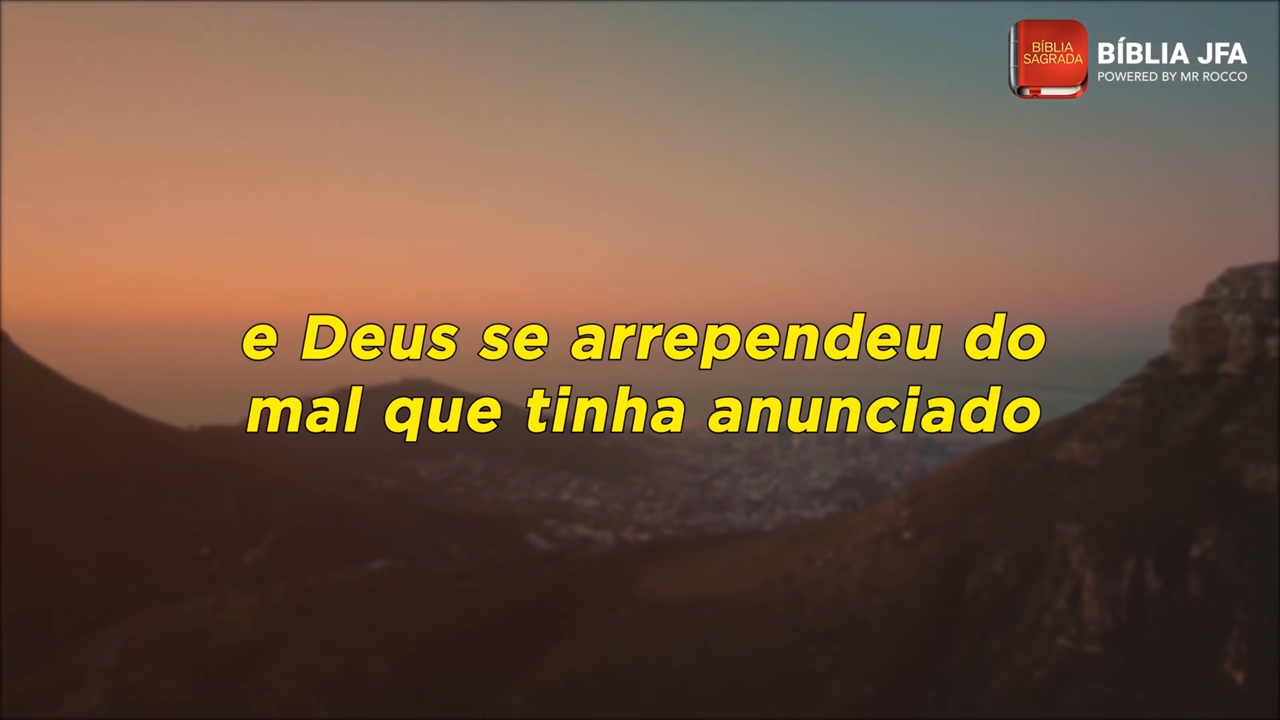 BÍBLIA
SAGRADA
BÍBLIA JFA
POWERED BY MR ROCCO
e Deus se arrependeu do
mal que tinha anunciado